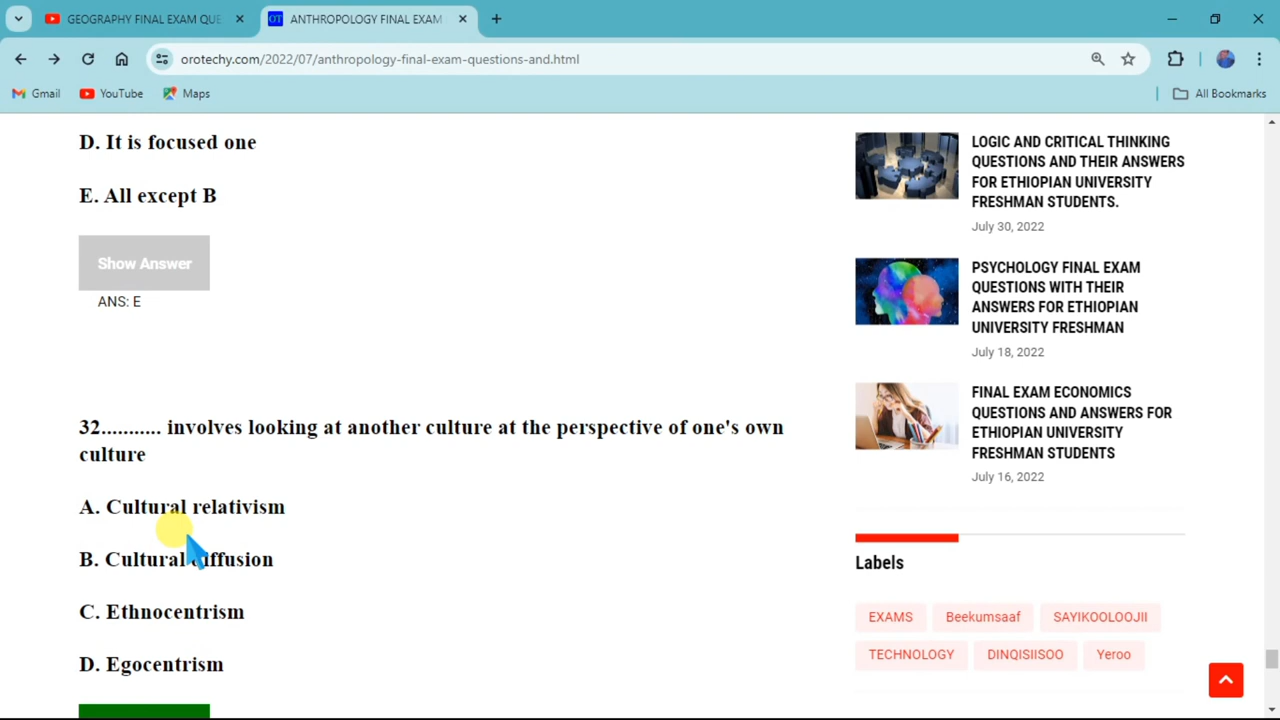 GEOGRAPHY FINAL EXAM QUE
ANTHROPOLOGY FINAL EXAM
orotechy.com/2022/07/anthropology-final-exam-questions-and.html
Gmail
YouTube
Maps
All Bookmarks
D. It is focused one
E. All except B
Show Answer
ANS: E
32........... involves looking at another culture at the perspective of one's own
culture
A. Cultural relativism
B. Cultural diffusion
C. Ethnocentrism
D. Egocentrism
LOGIC AND CRITICAL THINKING
QUESTIONS AND THEIR ANSWERS
FOR ETHIOPIAN UNIVERSITY
FRESHMAN STUDENTS.
July 30, 2022
PSYCHOLOGY FINAL EXAM
QUESTIONS WITH THEIR
ANSWERS FOR ETHIOPIAN
UNIVERSITY FRESHMAN
July 18, 2022
FINAL EXAM ECONOMICS
QUESTIONS AND ANSWERS FOR
ETHIOPIAN UNIVERSITY
FRESHMAN STUDENTS
July 16, 2022
Labels
EXAMS
Beekumsaaf
SAYIKOOLOOJII
TECHNOLOGY
DINQISIISOO
Yeroo